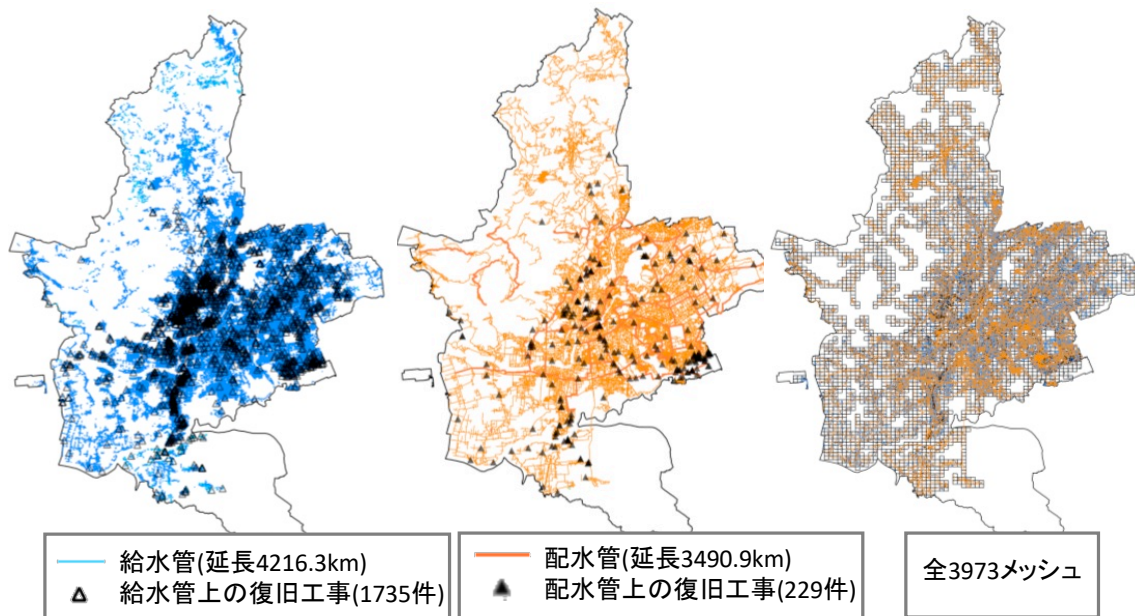 給水管(延長4216.3km)
給水管上の復旧工事(1735件)
配水管(延長3490.9km)
配水管上の復旧工事(229件)
全3973メッシュ